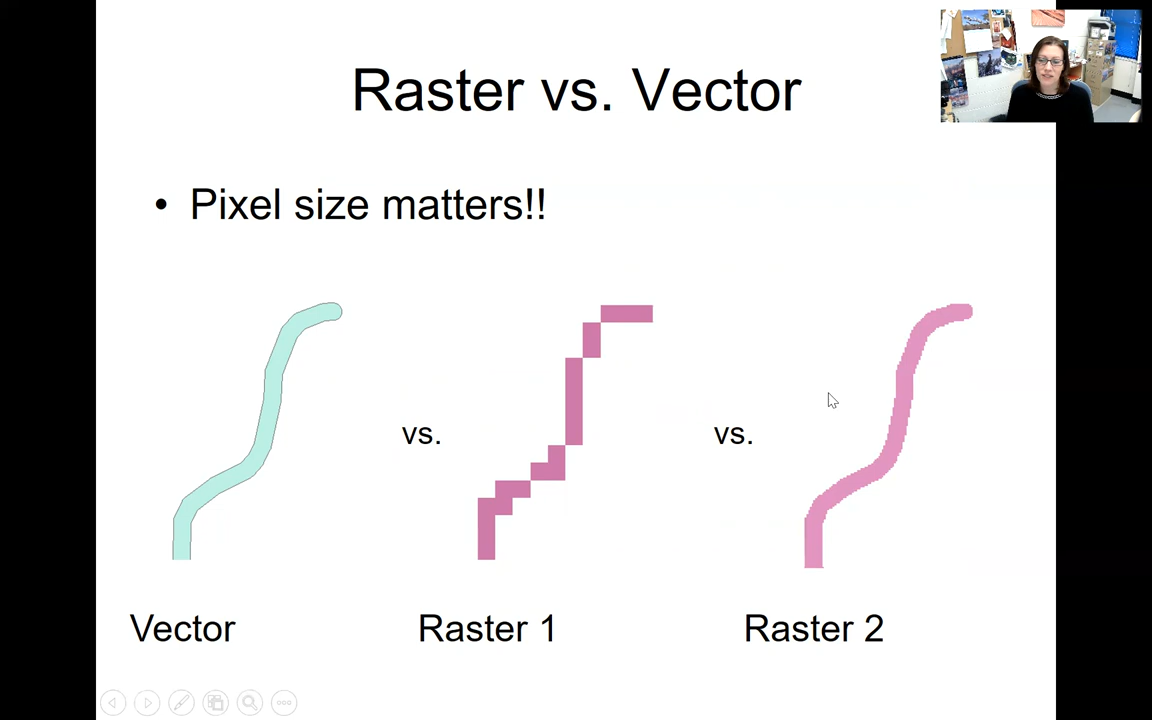 Raster vs. Vector
• Pixel size matters!!
vs.
vs.
Vector
Raster 1
Raster 2